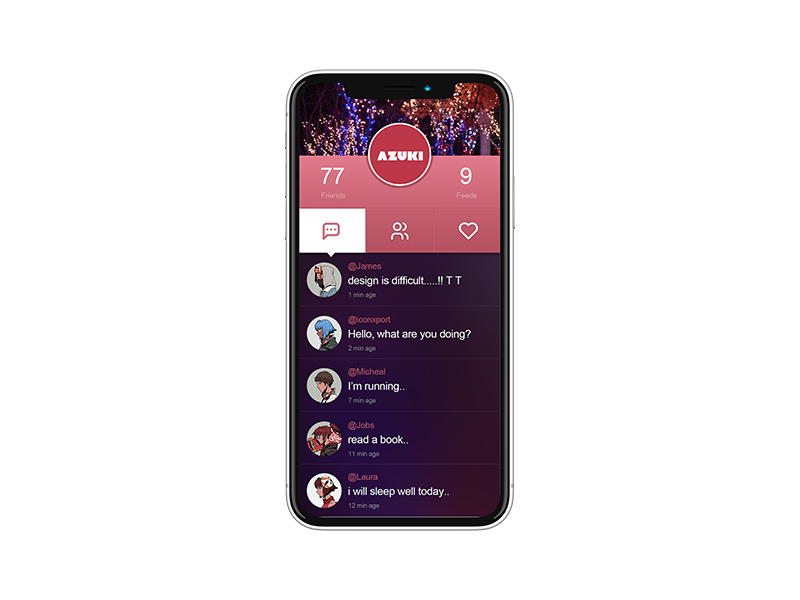 AZUKI
77
9
Friends
Feeds
@James
design is difficult.....!! T T
1 min age
@iconxport
Hello, what are you doing?
2 min age
@Micheal
I'm running..
7 min age
@Jobs
read a book..
11 min age
@Laura
i will sleep well today..
12 min age